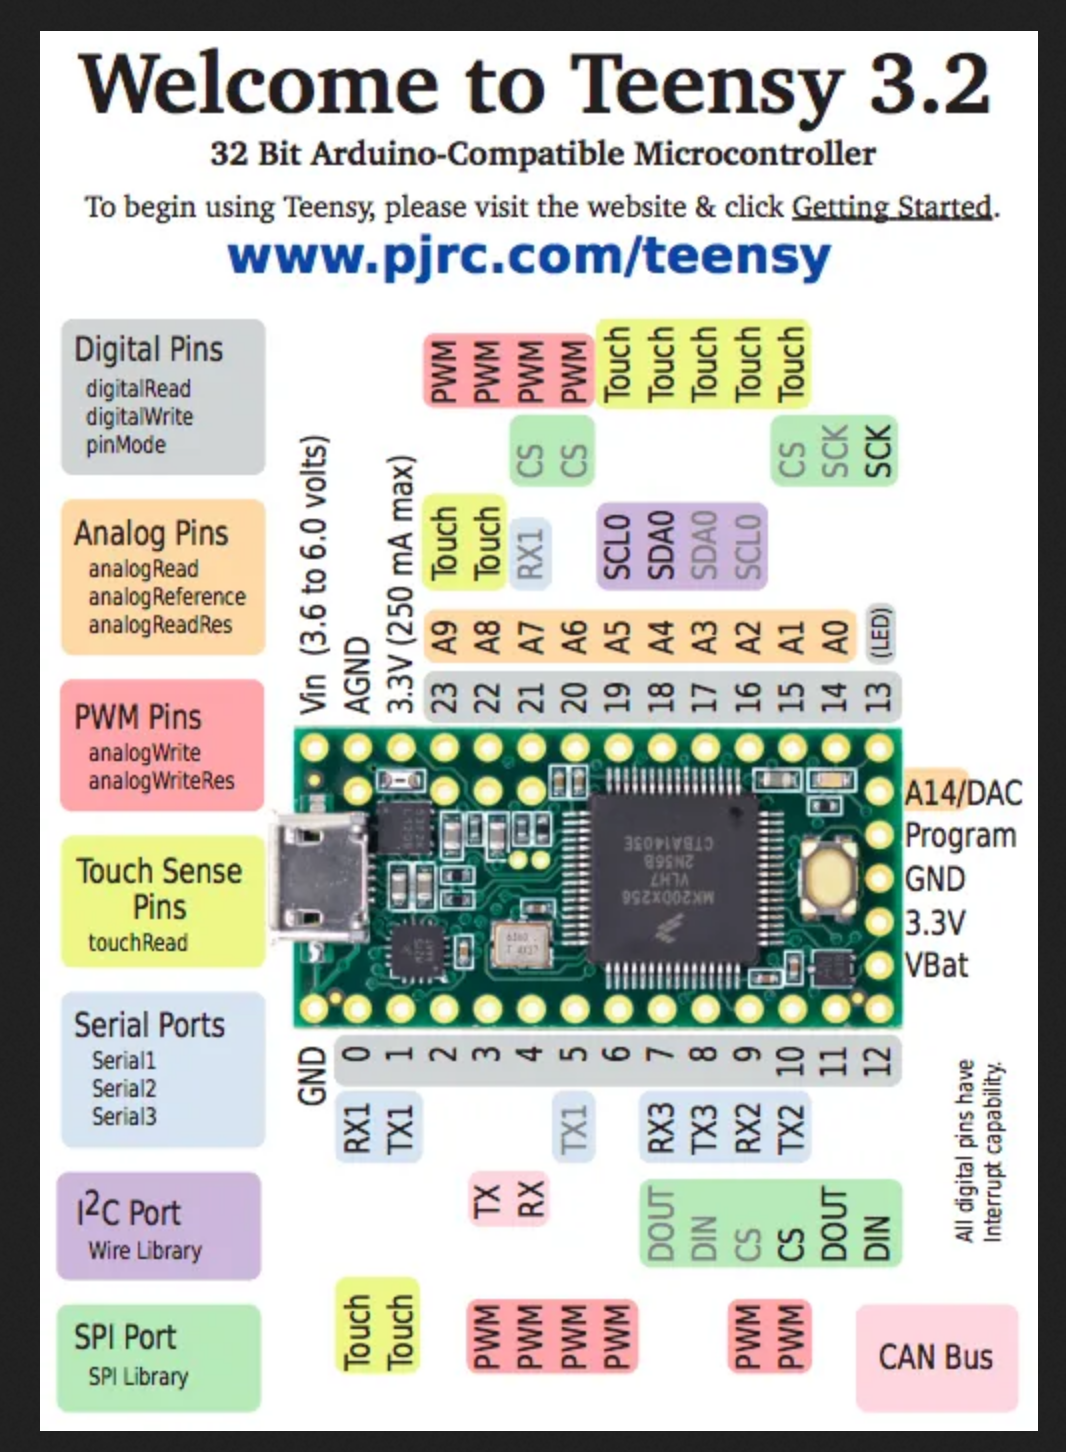 Welcome to Teensy 3.2
32 Bit Arduino-Compatible Microcontroller
To begin using Teensy, please visit the website & click Getting Started.
www.pjrc.com/teensy
Digital Pins
digitalRead
digitalWrite
pinMode
Analog Pins
analogRead
analogReference
analogReadRes
PWM Pins
analogWrite
analogWriteRes
Touch Sense
Pins
touchRead
Serial Ports
Serial1
Serial2
Serial3
I2C Port
Wire Library
SPI Port
SPI Library
PWM PWM PWM PWM Touch Touch Touch Touch Touch
CS CS CS SCK SCK
Touch Touch RX1 SCL0 SDA0 SDA0 SCL0
A9 A8 A7 A6 A5 A4 A3 A2 A1 A0 (LED)
Vin (3.6 to 6.0 volts)
AGND
3.3V (250 mA max)
23 22 21 20 19 18 17 16 15 14 13
A14/DAC
Program
GND
3.3V
VBat
MK20DX256
VLH7
2N56B
CTBA1405E
GND
0 1 2 3 4 5 6 7 8 9 10 11 12
RX1 TX1 TX1 RX3 TX3 RX2 TX2
TX RX DOUT DIN CS CS DOUT DIN
Touch Touch PWM PWM PWM PWM PWM PWM
All digital pins have
Interrupt capability.
CAN Bus